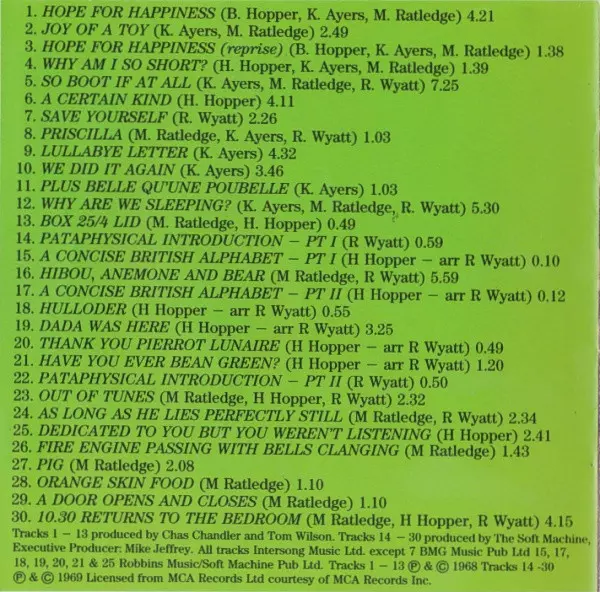 1. HOPE FOR HAPPINESS (B. Hopper, K. Ayers, M. Ratledge) 4.21
2. JOY OF A TOY (K. Ayers, M. Ratledge) 2.49
3. HOPE FOR HAPPINESS (reprise) (B. Hopper, K. Ayers, M. Ratledge) 1.38
4. WHY AM I SO SHORT? (H. Hopper, K. Ayers, M. Ratledge) 1.39
5. SO BOOT IF AT ALL (K. Ayers, M. Ratledge, R. Wyatt) 7.25
6. A CERTAIN KIND (H. Hopper) 4.11
7. SAVE YOURSELF (R. Wyatt) 2.26
8. PRISCILLA (M. Ratledge, K. Ayers, R. Wyatt) 1.03
9. LULLABYE LETTER (K. Ayers) 4.32
10. WE DID IT AGAIN (K. Ayers) 3.46
11. PLUS BELLE QU'UNE POUBELLE (K. Ayers) 1.03
12. WHY ARE WE SLEEPING? (K. Ayers, M. Ratledge, R. Wyatt) 5.30
13. BOX 25/4 LID (M. Ratledge, H. Hopper) 0.49
14. PATAPHYSICAL INTRODUCTION – PT I (R Wyatt) 0.59
15. A CONCISE BRITISH ALPHABET – PT I (H Hopper – arr R Wyatt) 0.10
16. HIBOU, ANEMONE AND BEAR (M Ratledge, R Wyatt) 5.59
17. A CONCISE BRITISH ALPHABET – PT II (H Hopper – arr R Wyatt) 0.12
18. HULLODER (H Hopper – arr R Wyatt) 0.55
19. DADA WAS HERE (H Hopper – arr R Wyatt) 3.25
20. THANK YOU PIERROT LUNAIRE (H Hopper – arr R Wyatt) 0.49
21. HAVE YOU EVER BEAN GREEN? (H Hopper – arr R Wyatt) 1.20
22. PATAPHYSICAL INTRODUCTION – PT II (R Wyatt) 0.50
23. OUT OF TUNES (M Ratledge, H Hopper, R Wyatt) 2.32
24. AS LONG AS HE LIES PERFECTLY STILL (M Ratledge, R Wyatt) 2.34
25. DEDICATED TO YOU BUT YOU WEREN'T LISTENING (H Hopper) 2.41
26. FIRE ENGINE PASSING WITH BELLS CLANGING (M Ratledge) 1.43
27. PIG (M Ratledge) 2.08
28. ORANGE SKIN FOOD (M Ratledge) 1.10
29. A DOOR OPENS AND CLOSES (M Ratledge) 1.10
30. 10.30 RETURNS TO THE BEDROOM (M Ratledge, H Hopper, R Wyatt) 4.15
Tracks 1 – 13 produced by Chas Chandler and Tom Wilson. Tracks 14 – 30 produced by The Soft Machine,
Executive Producer: Mike Jeffrey. All tracks Intersong Music Ltd. except 7 BMG Music Pub Ltd 15, 17,
18, 19, 20, 21 & 25 Robbins Music/Soft Machine Pub Ltd. Tracks 1 – 13 ℗ & © 1968 Tracks 14 -30
℗ & © 1969 Licensed from MCA Records Ltd courtesy of MCA Records Inc.